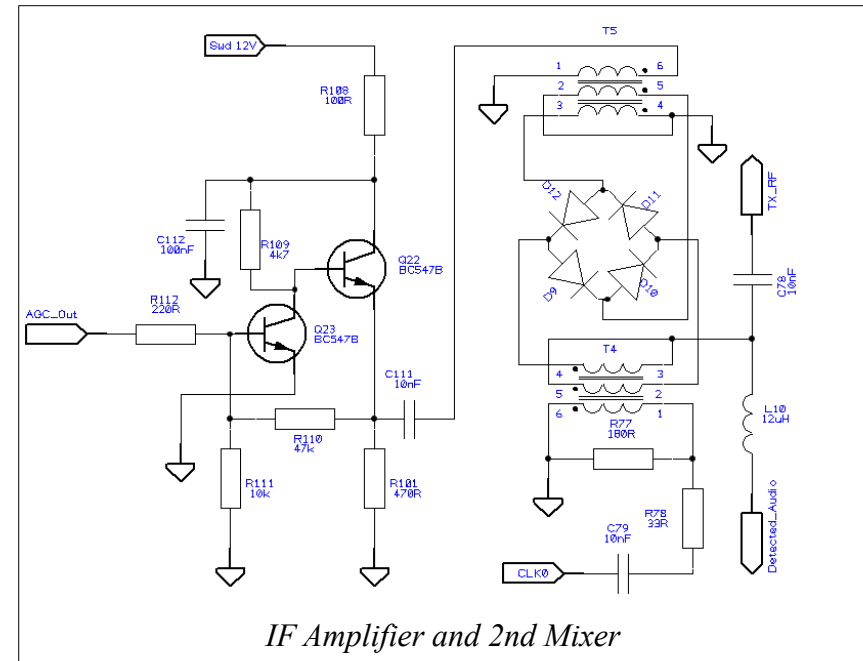 T5
Swd 12V
1
6
2
5
3
4
R108
100R
TX_RF
D12
D11
C112
100nF
R109
4k7
Q22
BC547B
C78
10nF
R112
220R
D9
D10
AGC_Out
Q23
BC547B
T4
C111
10nF
4
3
5
2
6
1
L10
12uH
R77
180R
R110
47k
R111
10k
R101
470R
R78
33R
C79
10nF
Detected_Audio
CLK0
IF Amplifier and 2nd Mixer